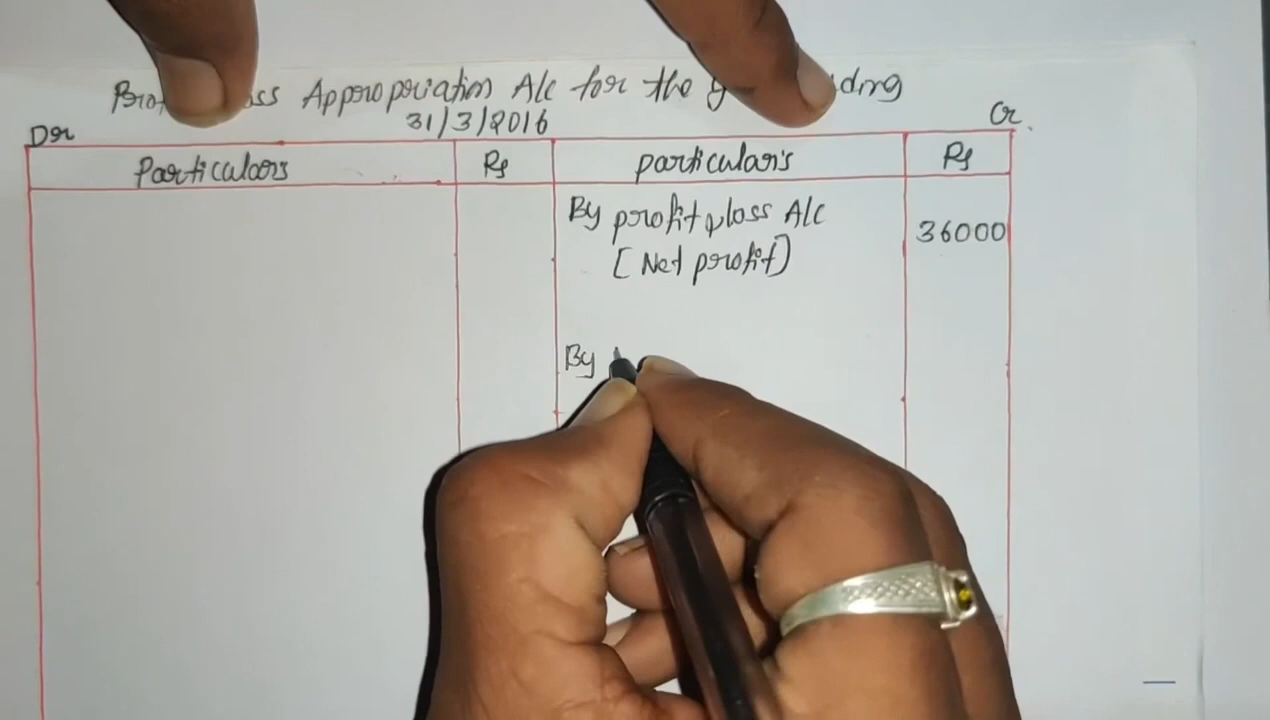 ss Appropriation A/c for the
31/3/2016
Dr
Cr.
Particulars Rs particulars Rs
By profit & loss A/c 36000
[Net profit)
By